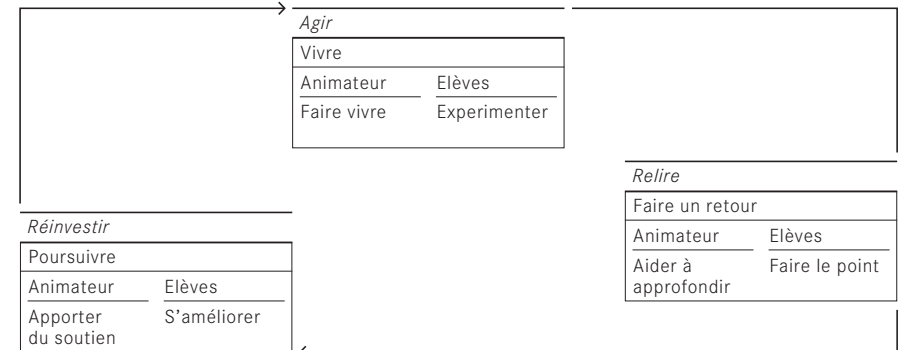 Agir
Vivre
Animateur Elèves
Faire vivre Experimenter
Relire
Faire un retour
Animateur Elèves
Aider à Faire le point
approfondir
Réinvestir
Poursuivre
Animateur Elèves
Apporter S'améliorer
du soutien